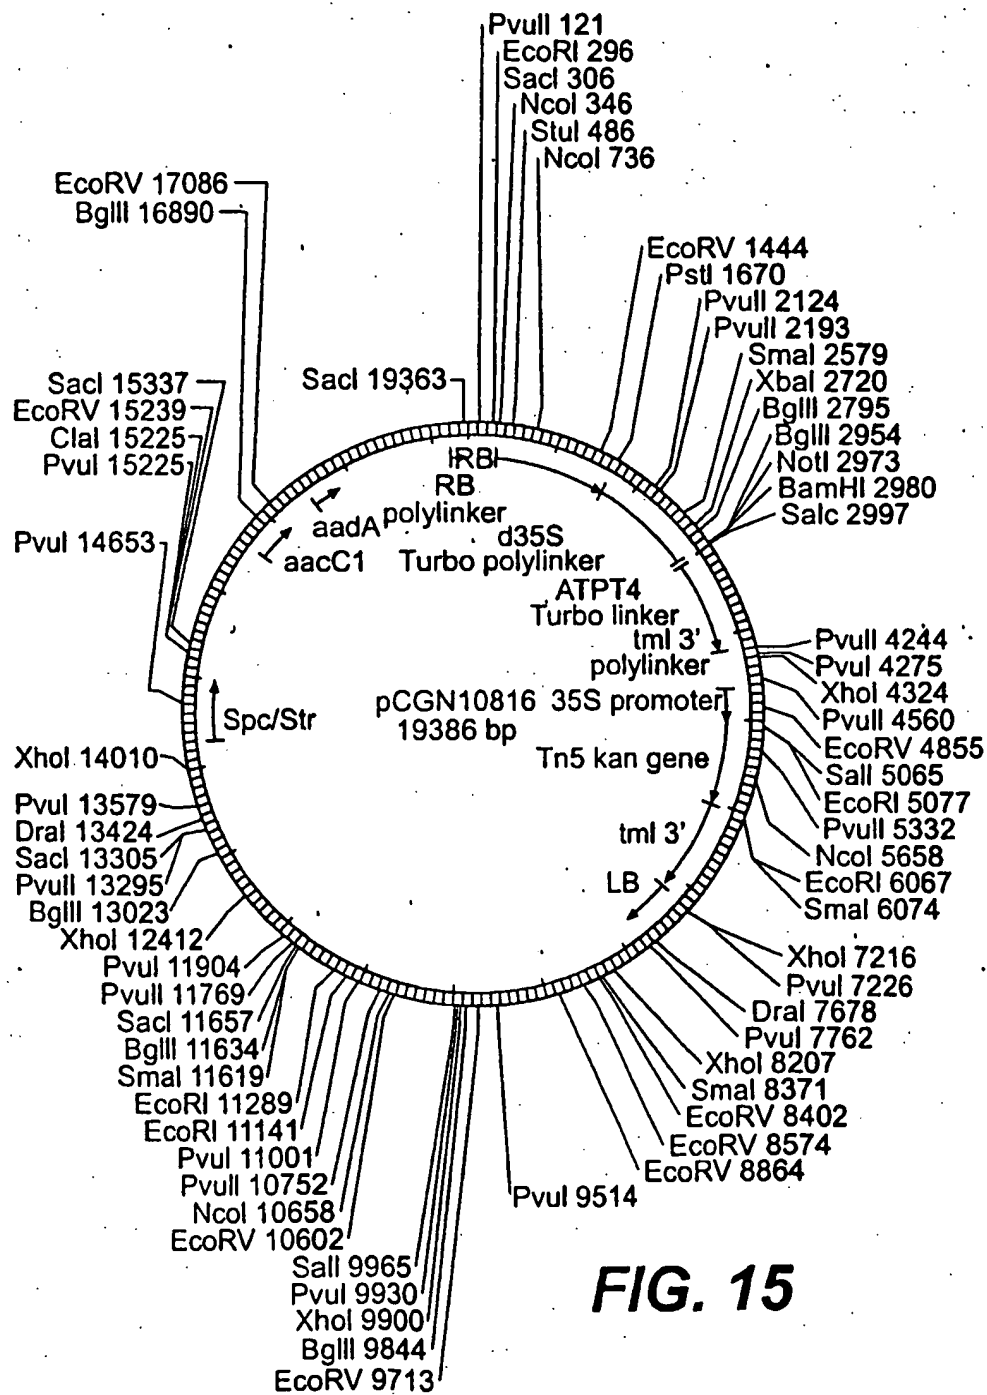 PvuII 121
EcoRI 296
SacI 306
NcoI 346
StuI 486
NcoI 736
EcoRV 17086
BglII 16890
EcoRV 1444
PstI 1670
PvuII 2124
PvuII 2193
SmaI 2579
XbaI 2720
BglII 2795
BglII 2954
NotI 2973
BamHI 2980
Salc 2997
SacI 19363
SacI 15337
EcoRV 15239
ClaI 15225
PvuI 15225
PvuI 14653
RB
RB
polylinker
aadA
aacC1
d35S
Turbo polylinker
ATPT4
Turbo linker
tml 3'
polylinker
pCGN10816
19386 bp
35S promoter
Spc/Str
Tn5 kan gene
tml 3'
LB
PvuII 4244
PvuI 4275
XhoI 4324
PvuII 4560
EcoRV 4855
SalI 5065
EcoRI 5077
PvuII 5332
NcoI 5658
EcoRI 6067
SmaI 6074
XhoI 7216
PvuI 7226
DraI 7678
PvuI 7762
XhoI 8207
SmaI 8371
EcoRV 8402
EcoRV 8574
EcoRV 8864
PvuI 9514
XhoI 14010
PvuI 13579
DraI 13424
SacI 13305
PvuII 13295
BglII 13023
XhoI 12412
PvuI 11904
PvuII 11769
SacI 11657
BglII 11634
SmaI 11619
EcoRI 11289
EcoRI 11141
PvuI 11001
PvuII 10752
NcoI 10658
EcoRV 10602
SalI 9965
PvuI 9930
XhoI 9900
BglII 9844
EcoRV 9713
FIG. 15